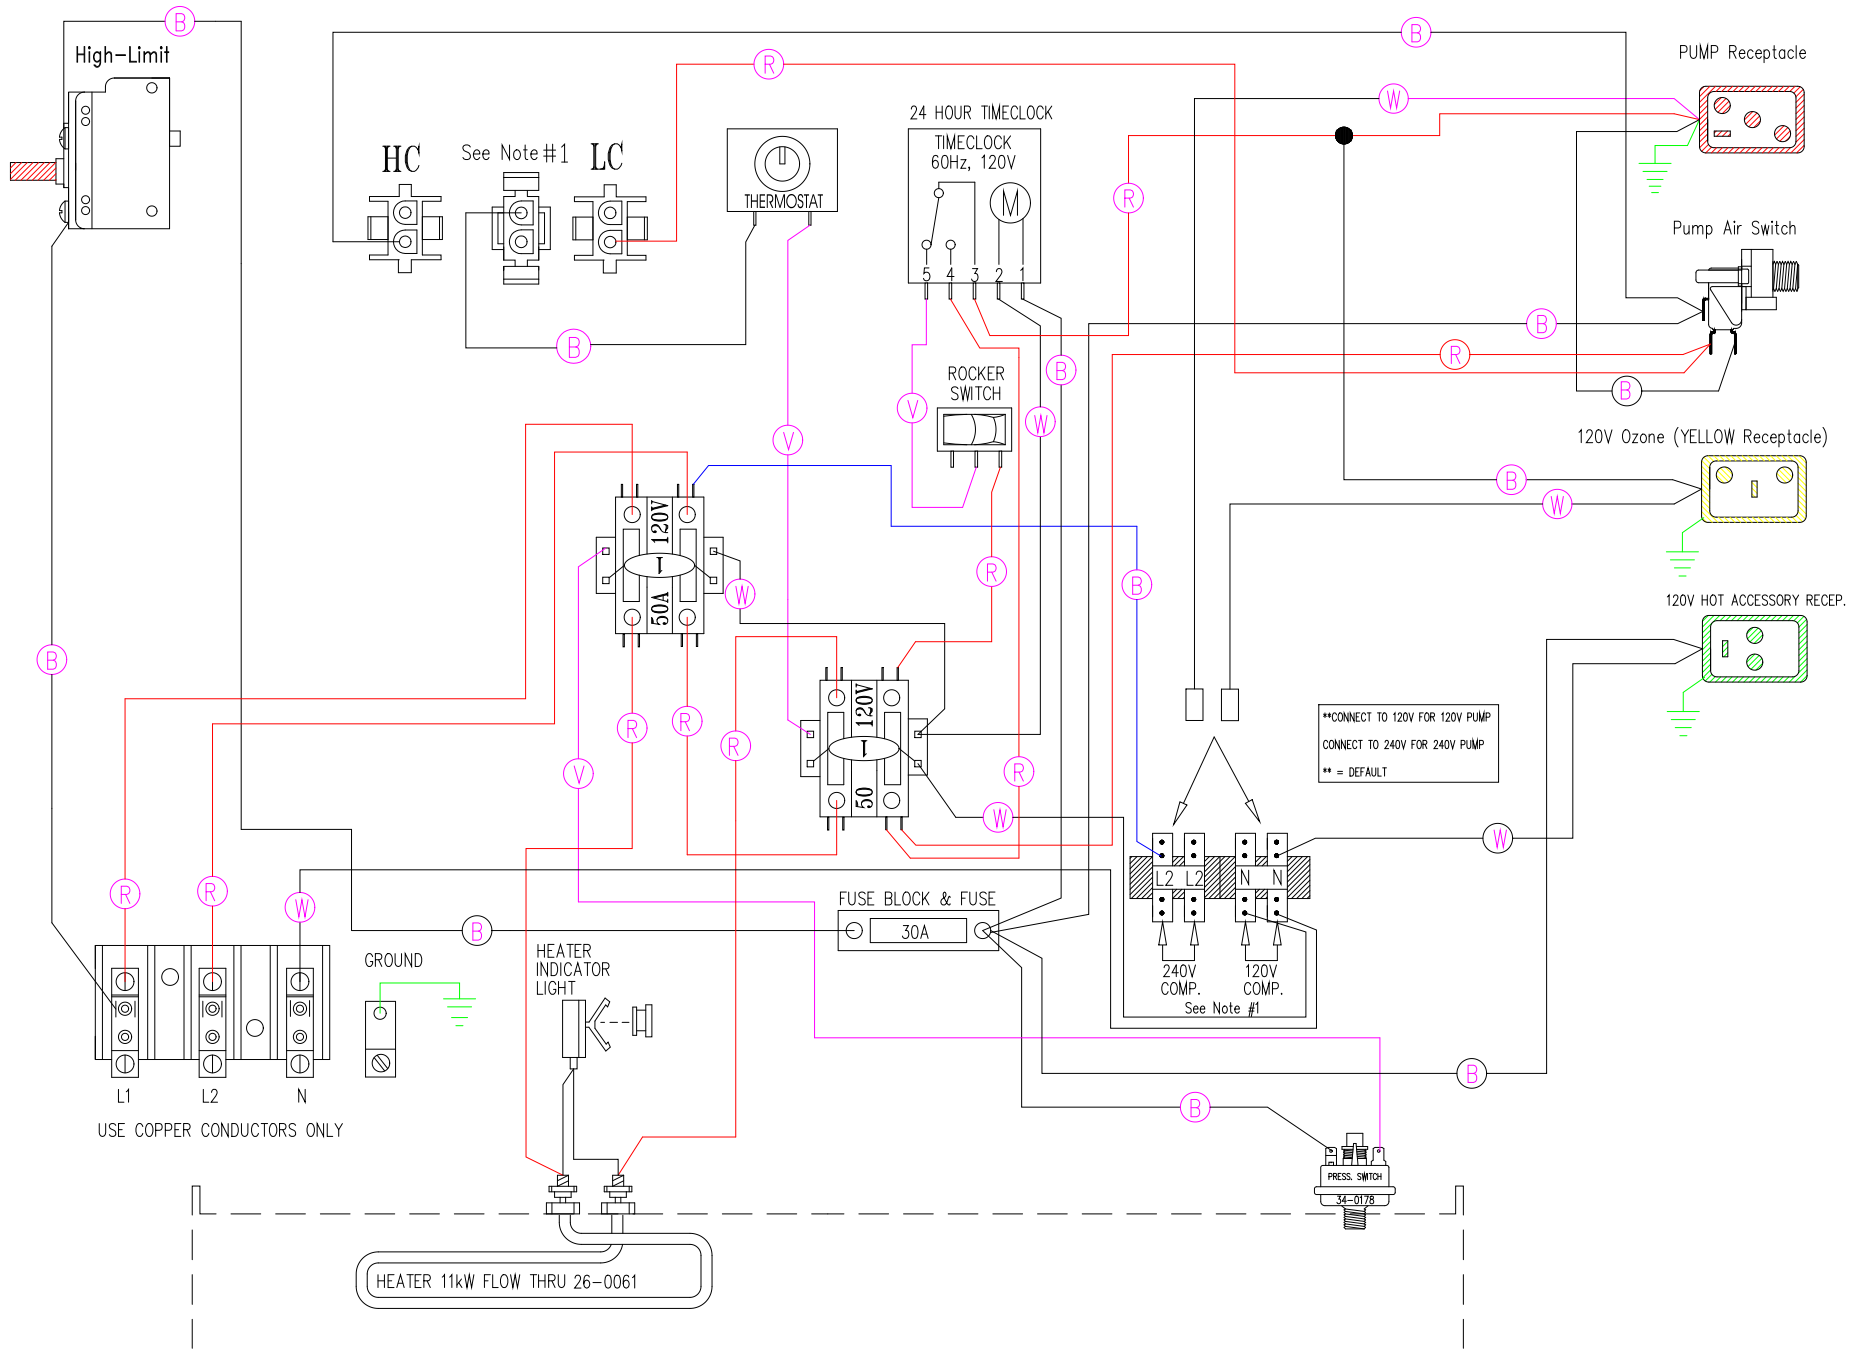 B
High-Limit
B
R
PUMP Receptacle
W
24 HOUR TIMECLOCK
TIMECLOCK
60Hz, 120V
M
5 4 3 2 1
HC
See Note #1
LC
THERMOSTAT
R
Pump Air Switch
B
B
R
B
B
ROCKER
SWITCH
V
W
V
120V Ozone (YELLOW Receptacle)
B
W
120V
1
50A
W
R
B
120V HOT ACCESSORY RECEP.
B
R
R
R
V
120V
1
50
R
W
**CONNECT TO 120V FOR 120V PUMP
CONNECT TO 240V FOR 240V PUMP
** = DEFAULT
W
L2 L2 N N
R
R
W
FUSE BLOCK & FUSE
30A
B
GROUND
HEATER
INDICATOR
LIGHT
240V
COMP.
120V
COMP.
See Note #1
B
B
L1 L2 N
USE COPPER CONDUCTORS ONLY
PRESS. SWITCH
34-0178
HEATER 11kW FLOW THRU 26-0061